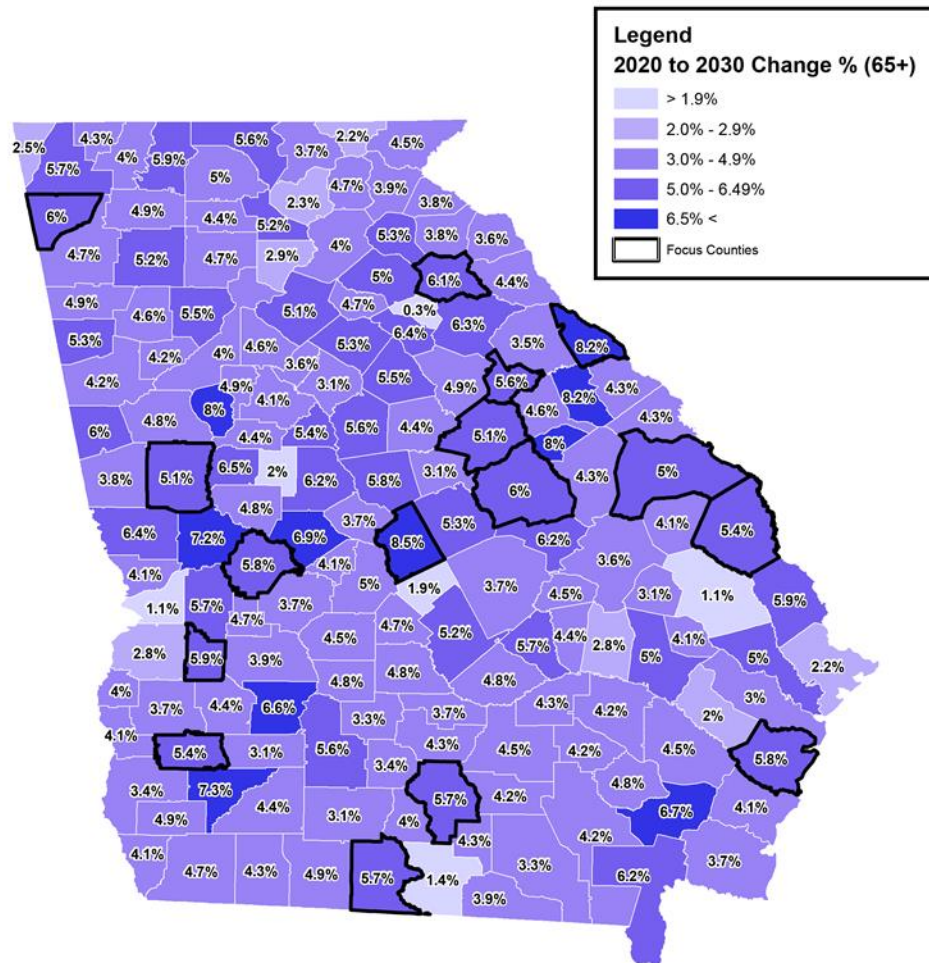 Legend
2020 to 2030 Change % (65+)
> 1.9%
2.0% - 2.9%
3.0% - 4.9%
5.0% - 6.49%
6.5% <
Focus Counties
2.5% 4.3% 5.6% 2.2% 4.5%
5.7% 4% 5.9% 3.7%
5% 4.7% 3.9%
6% 4.9% 4.4% 2.3% 3.8%
5.2% 5.3% 3.8% 3.6%
4.7% 5.2% 4.7% 2.9% 4%
5% 6.1% 4.4%
4.9% 4.6% 5.5% 5.1% 4.7% 0.3%
5.3% 6.4% 6.3% 3.5% 8.2%
4.2% 4% 4.6% 5.3%
4.2% 4.9% 3.6% 3.1% 5.5% 4.9% 5.6% 8.2% 4.3%
8% 4.1% 4.6% 4.3%
6% 4.8% 4.4% 5.4% 5.6% 4.4% 5.1% 8%
3.8% 5.1% 6.5% 2% 6.2% 5.8% 3.1% 6% 4.3% 5%
4.8%
6.4% 7.2% 6.9% 3.7% 8.5% 5.3% 6.2% 4.1% 5.4%
5.8% 4.1% 3.6%
4.1% 5% 1.9% 3.7% 4.5% 3.1% 1.1% 5.9%
1.1% 5.7% 3.7%
4.7% 4.5% 4.7% 5.2% 5.7% 4.4% 2.8% 4.1%
2.8% 5.9% 3.9% 4.8% 5% 5% 2.2%
4.8% 4.8%
4% 3.7% 4.4% 6.6% 4.3% 4.2% 2% 3%
4.1% 3.3% 3.7%
5.4% 3.1% 5.6% 4.3% 4.5% 4.2% 4.5% 5.8%
3.4% 7.3% 3.4% 4.8%
4.4% 3.1% 5.7% 4.2% 6.7% 4.1%
4.9% 4% 4.2%
4.1% 4.3% 3.3% 3.7%
4.7% 4.3% 4.9% 5.7% 1.4% 6.2%
3.9%